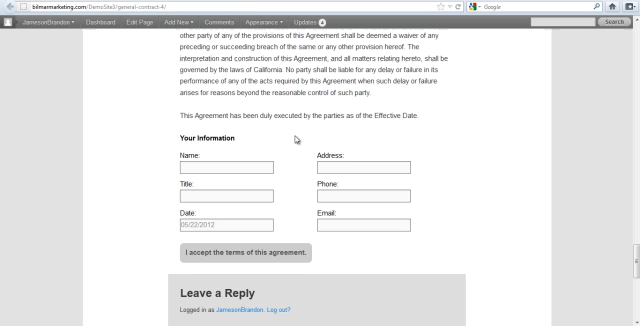 bilmarmarketing.com/DemoSite3/general-contract-4/
Google
JamesonBrandon Dashboard Edit Page Add New Comments Appearance Updates 4
Search
other party of any of the provisions of this Agreement shall be deemed a waiver of any
preceding or succeeding breach of the same or any other provision hereof. The
interpretation and construction of this Agreement, and all matters relating hereto, shall be
governed by the laws of California. No party shall be liable for any delay or failure in its
performance of any of the acts required by this Agreement when such delay or failure
arises for reasons beyond the reasonable control of such party.
This Agreement has been duly executed by the parties as of the Effective Date.
Your Information
Name: Address:
Title: Phone:
Date: Email:
05/22/2012
I accept the terms of this agreement.
Leave a Reply
Logged in as JamesonBrandon. Log out?